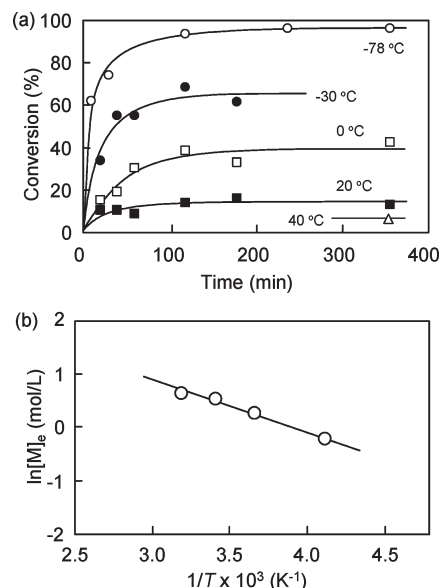 (a)
100
80
60
40
20
0
Conversion (%)
-78 ºC
-30 ºC
0 ºC
20 ºC
40 ºC
0 100 200 300 400
Time (min)
(b)
2
1
0
-1
-2
ln[M]e (mol/L)
2.5 3.0 3.5 4.0 4.5
1/T x 10³ (K⁻¹)